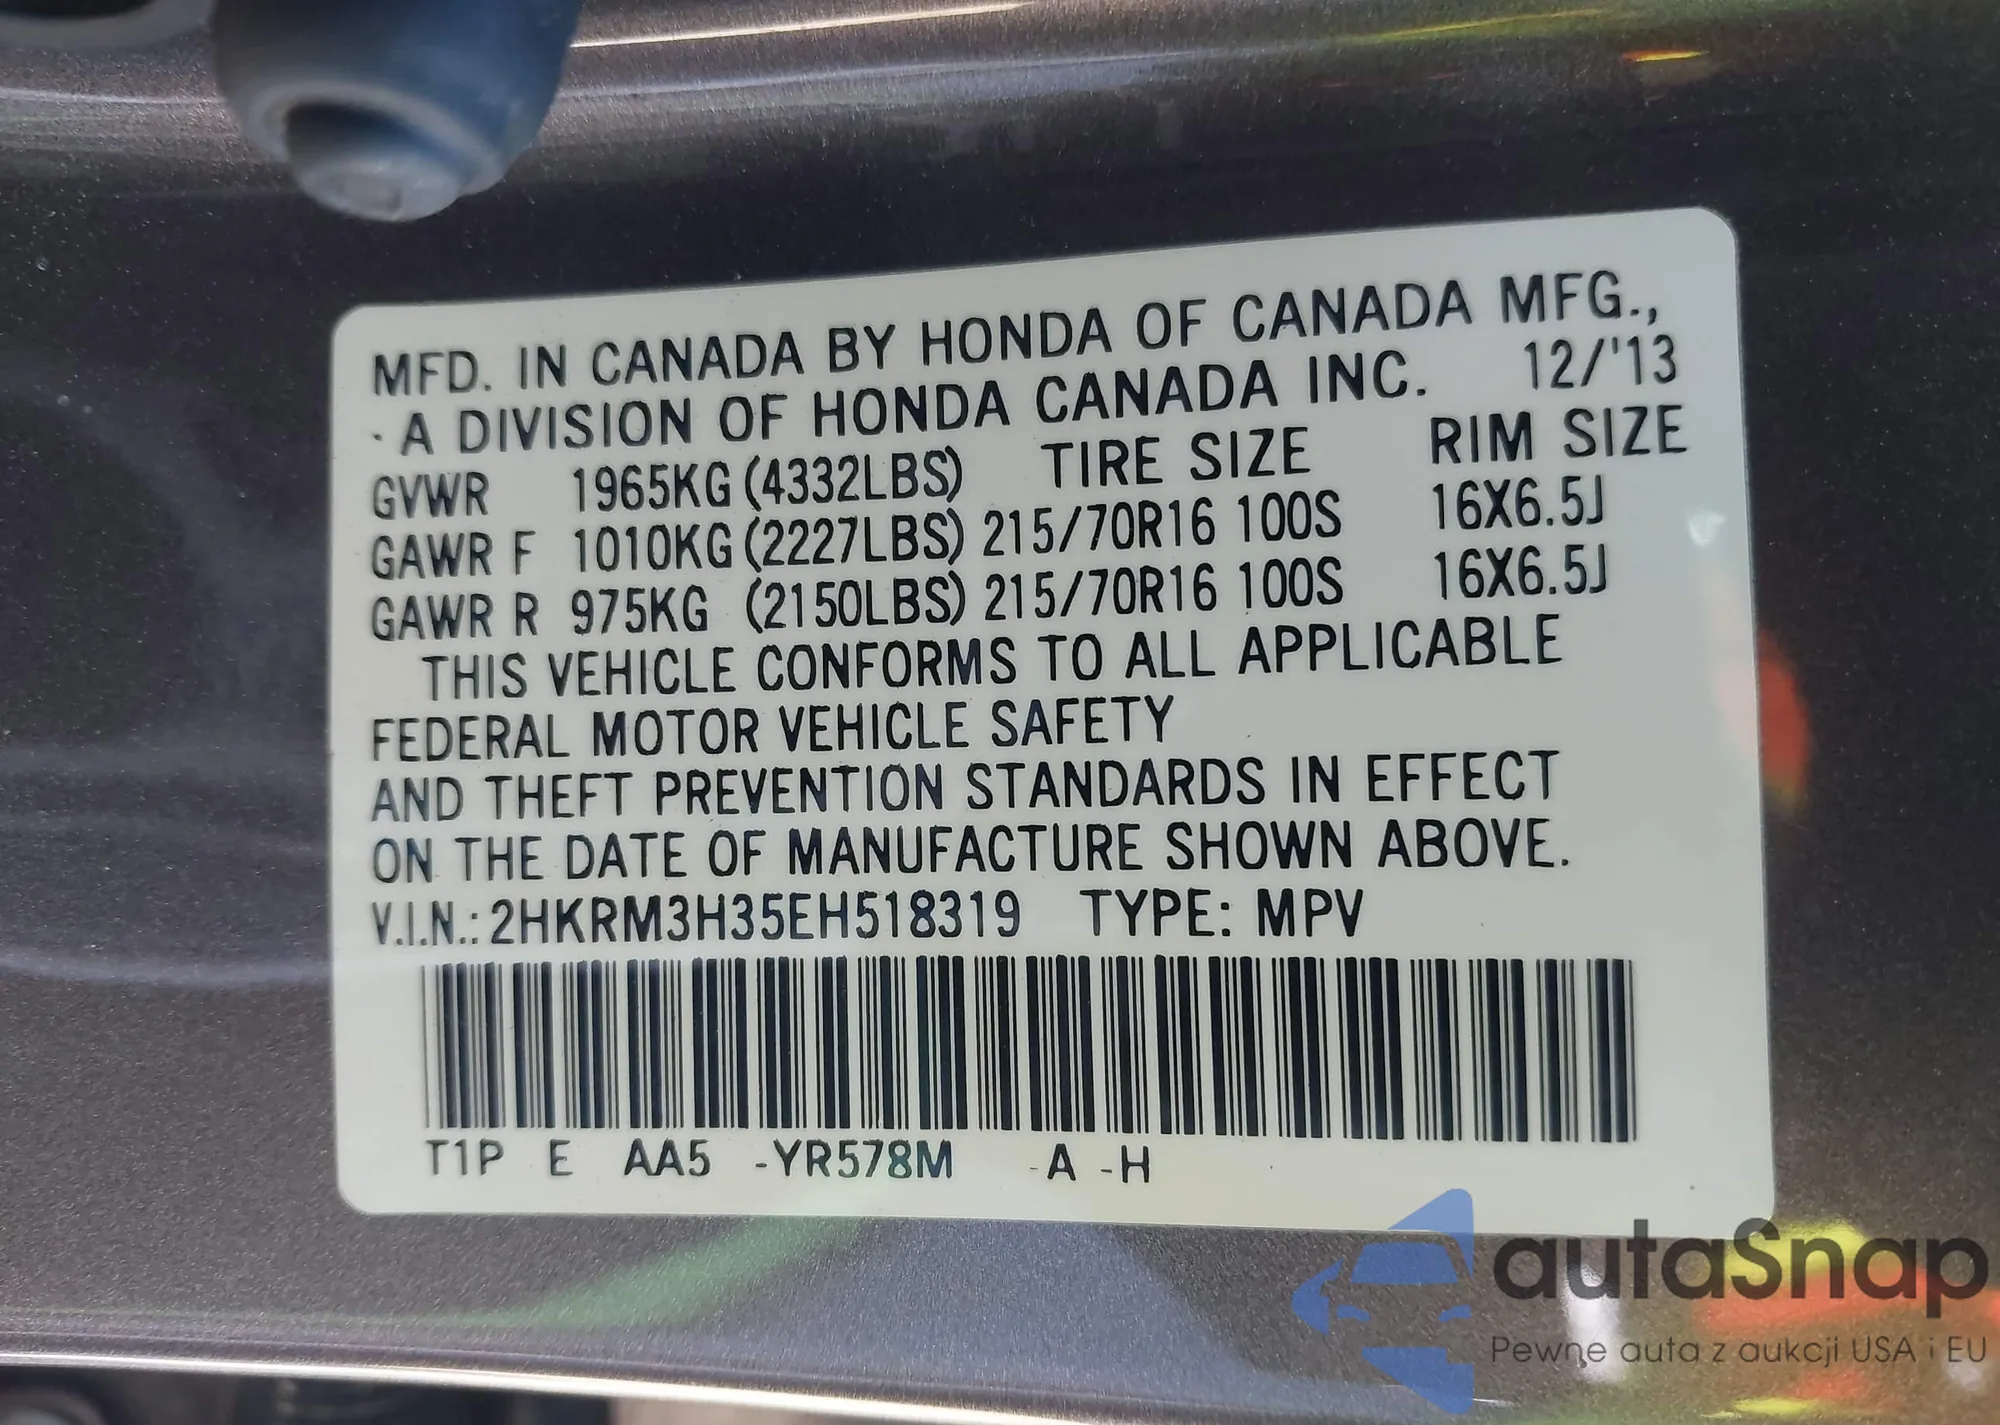 MFD. IN CANADA BY HONDA OF CANADA MFG.,
· A DIVISION OF HONDA CANADA INC. 12/'13
GVWR 1965KG (4332LBS) TIRE SIZE RIM SIZE
GAWR F 1010KG (2227LBS) 215/70R16 100S 16X6.5J
GAWR R 975KG (2150LBS) 215/70R16 100S 16X6.5J
THIS VEHICLE CONFORMS TO ALL APPLICABLE
FEDERAL MOTOR VEHICLE SAFETY
AND THEFT PREVENTION STANDARDS IN EFFECT
ON THE DATE OF MANUFACTURE SHOWN ABOVE.
V.I.N.: 2HKRM3H35EH518319 TYPE: MPV
T1P E AA5 -YR578M -A -H
autaSnap
Pewne auta z aukcji USA i EU